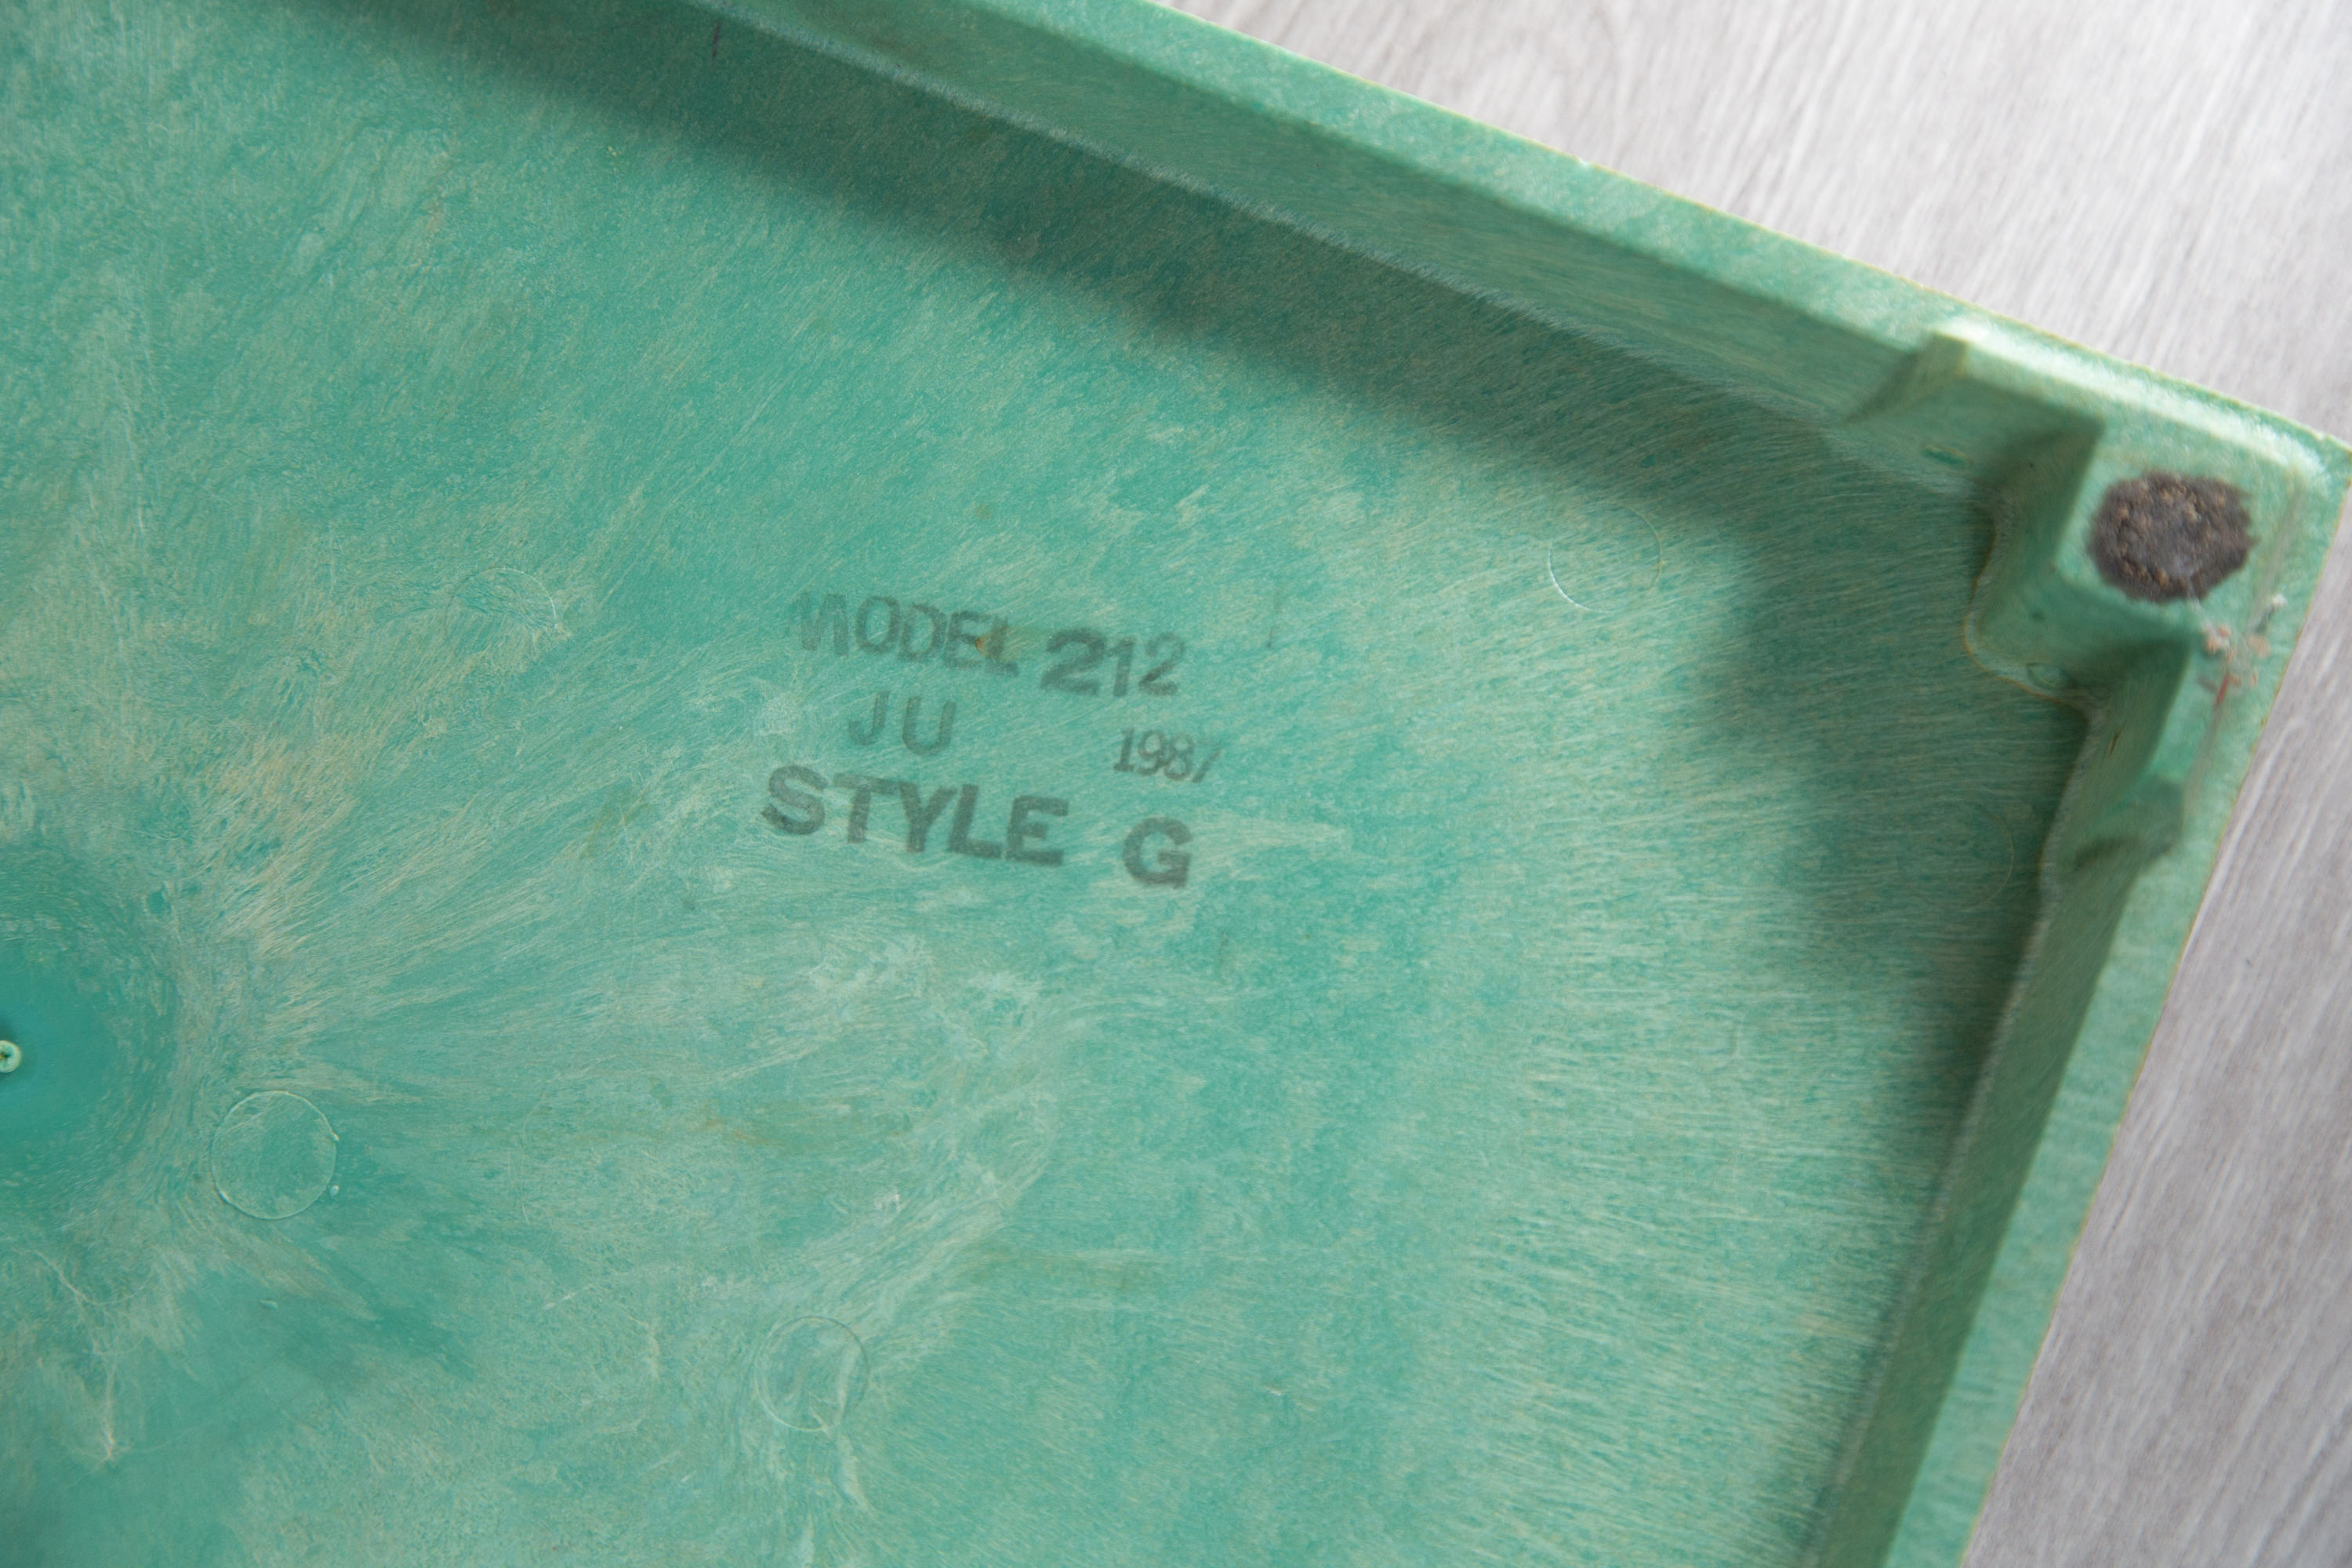 MODEL 212
JU 1987
STYLE G